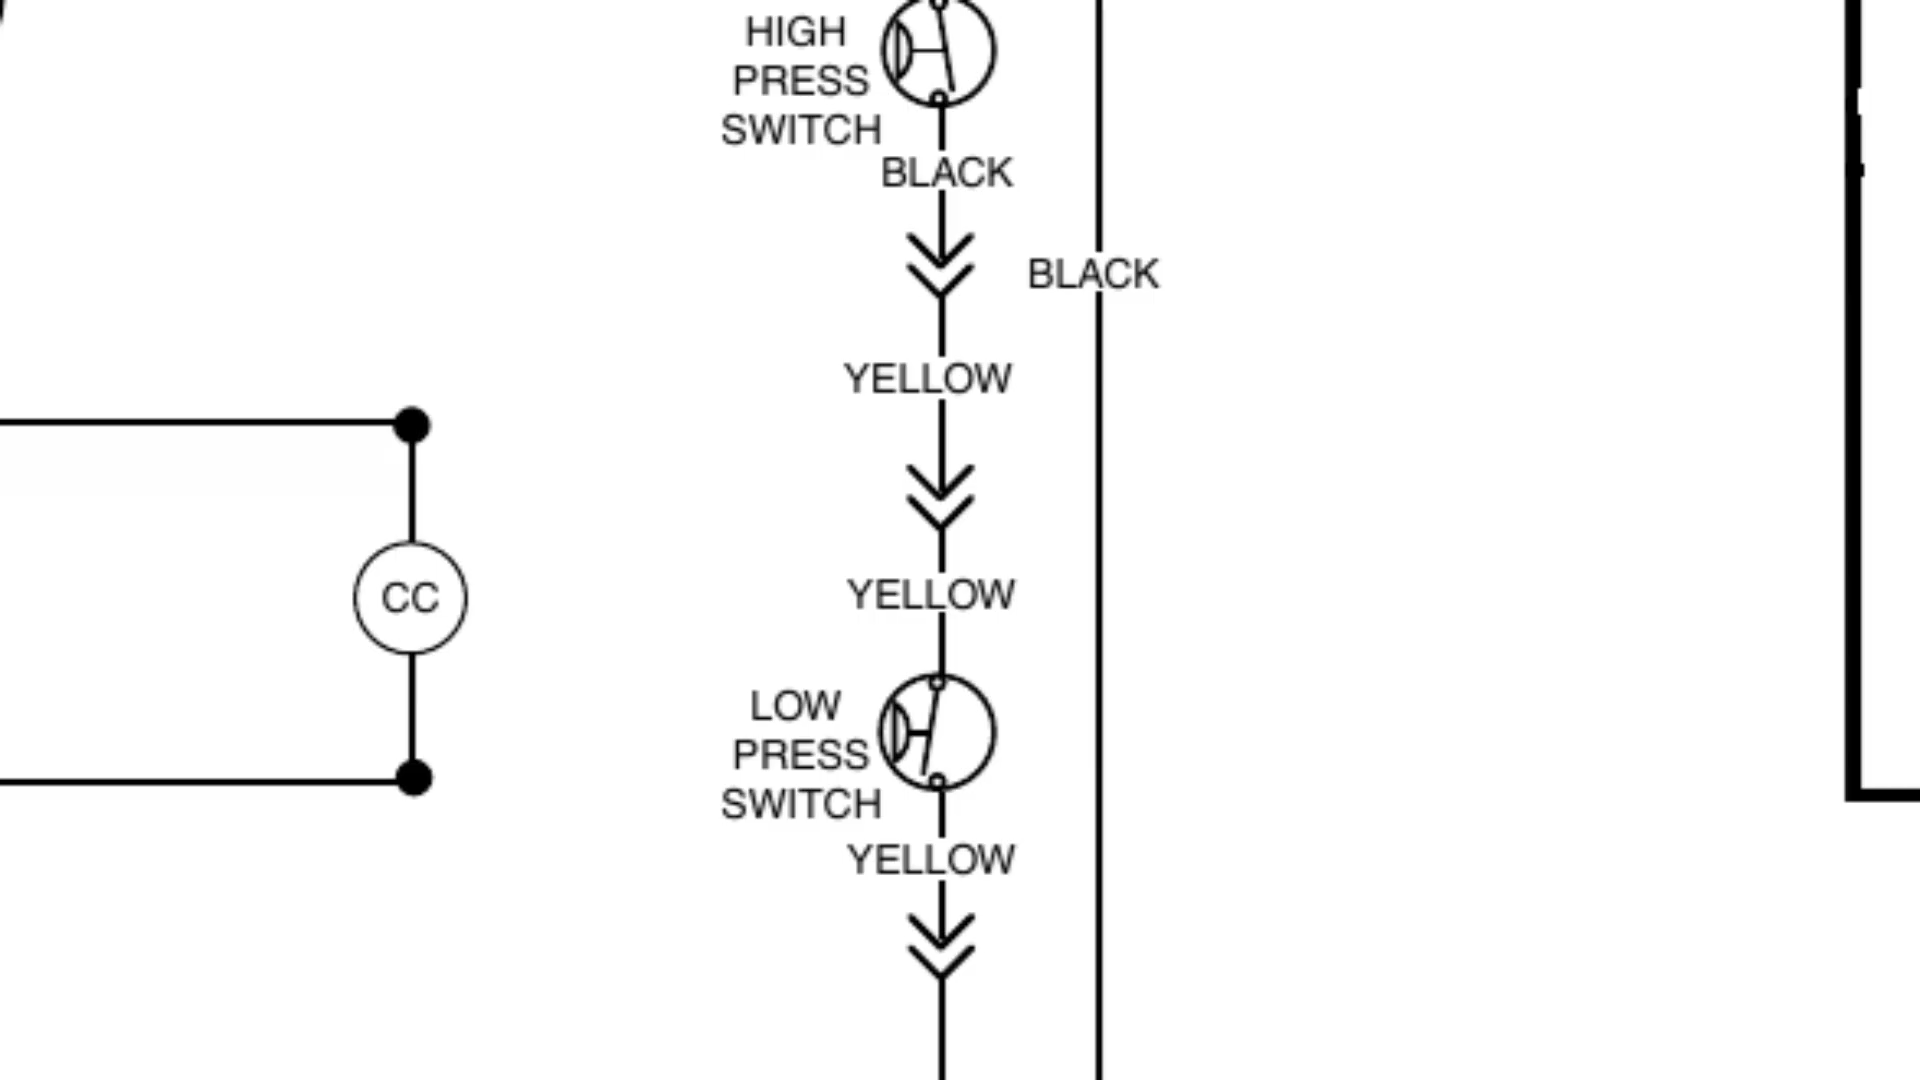 HIGH
PRESS
SWITCH
BLACK
BLACK
YELLOW
YELLOW
CC
LOW
PRESS
SWITCH
YELLOW